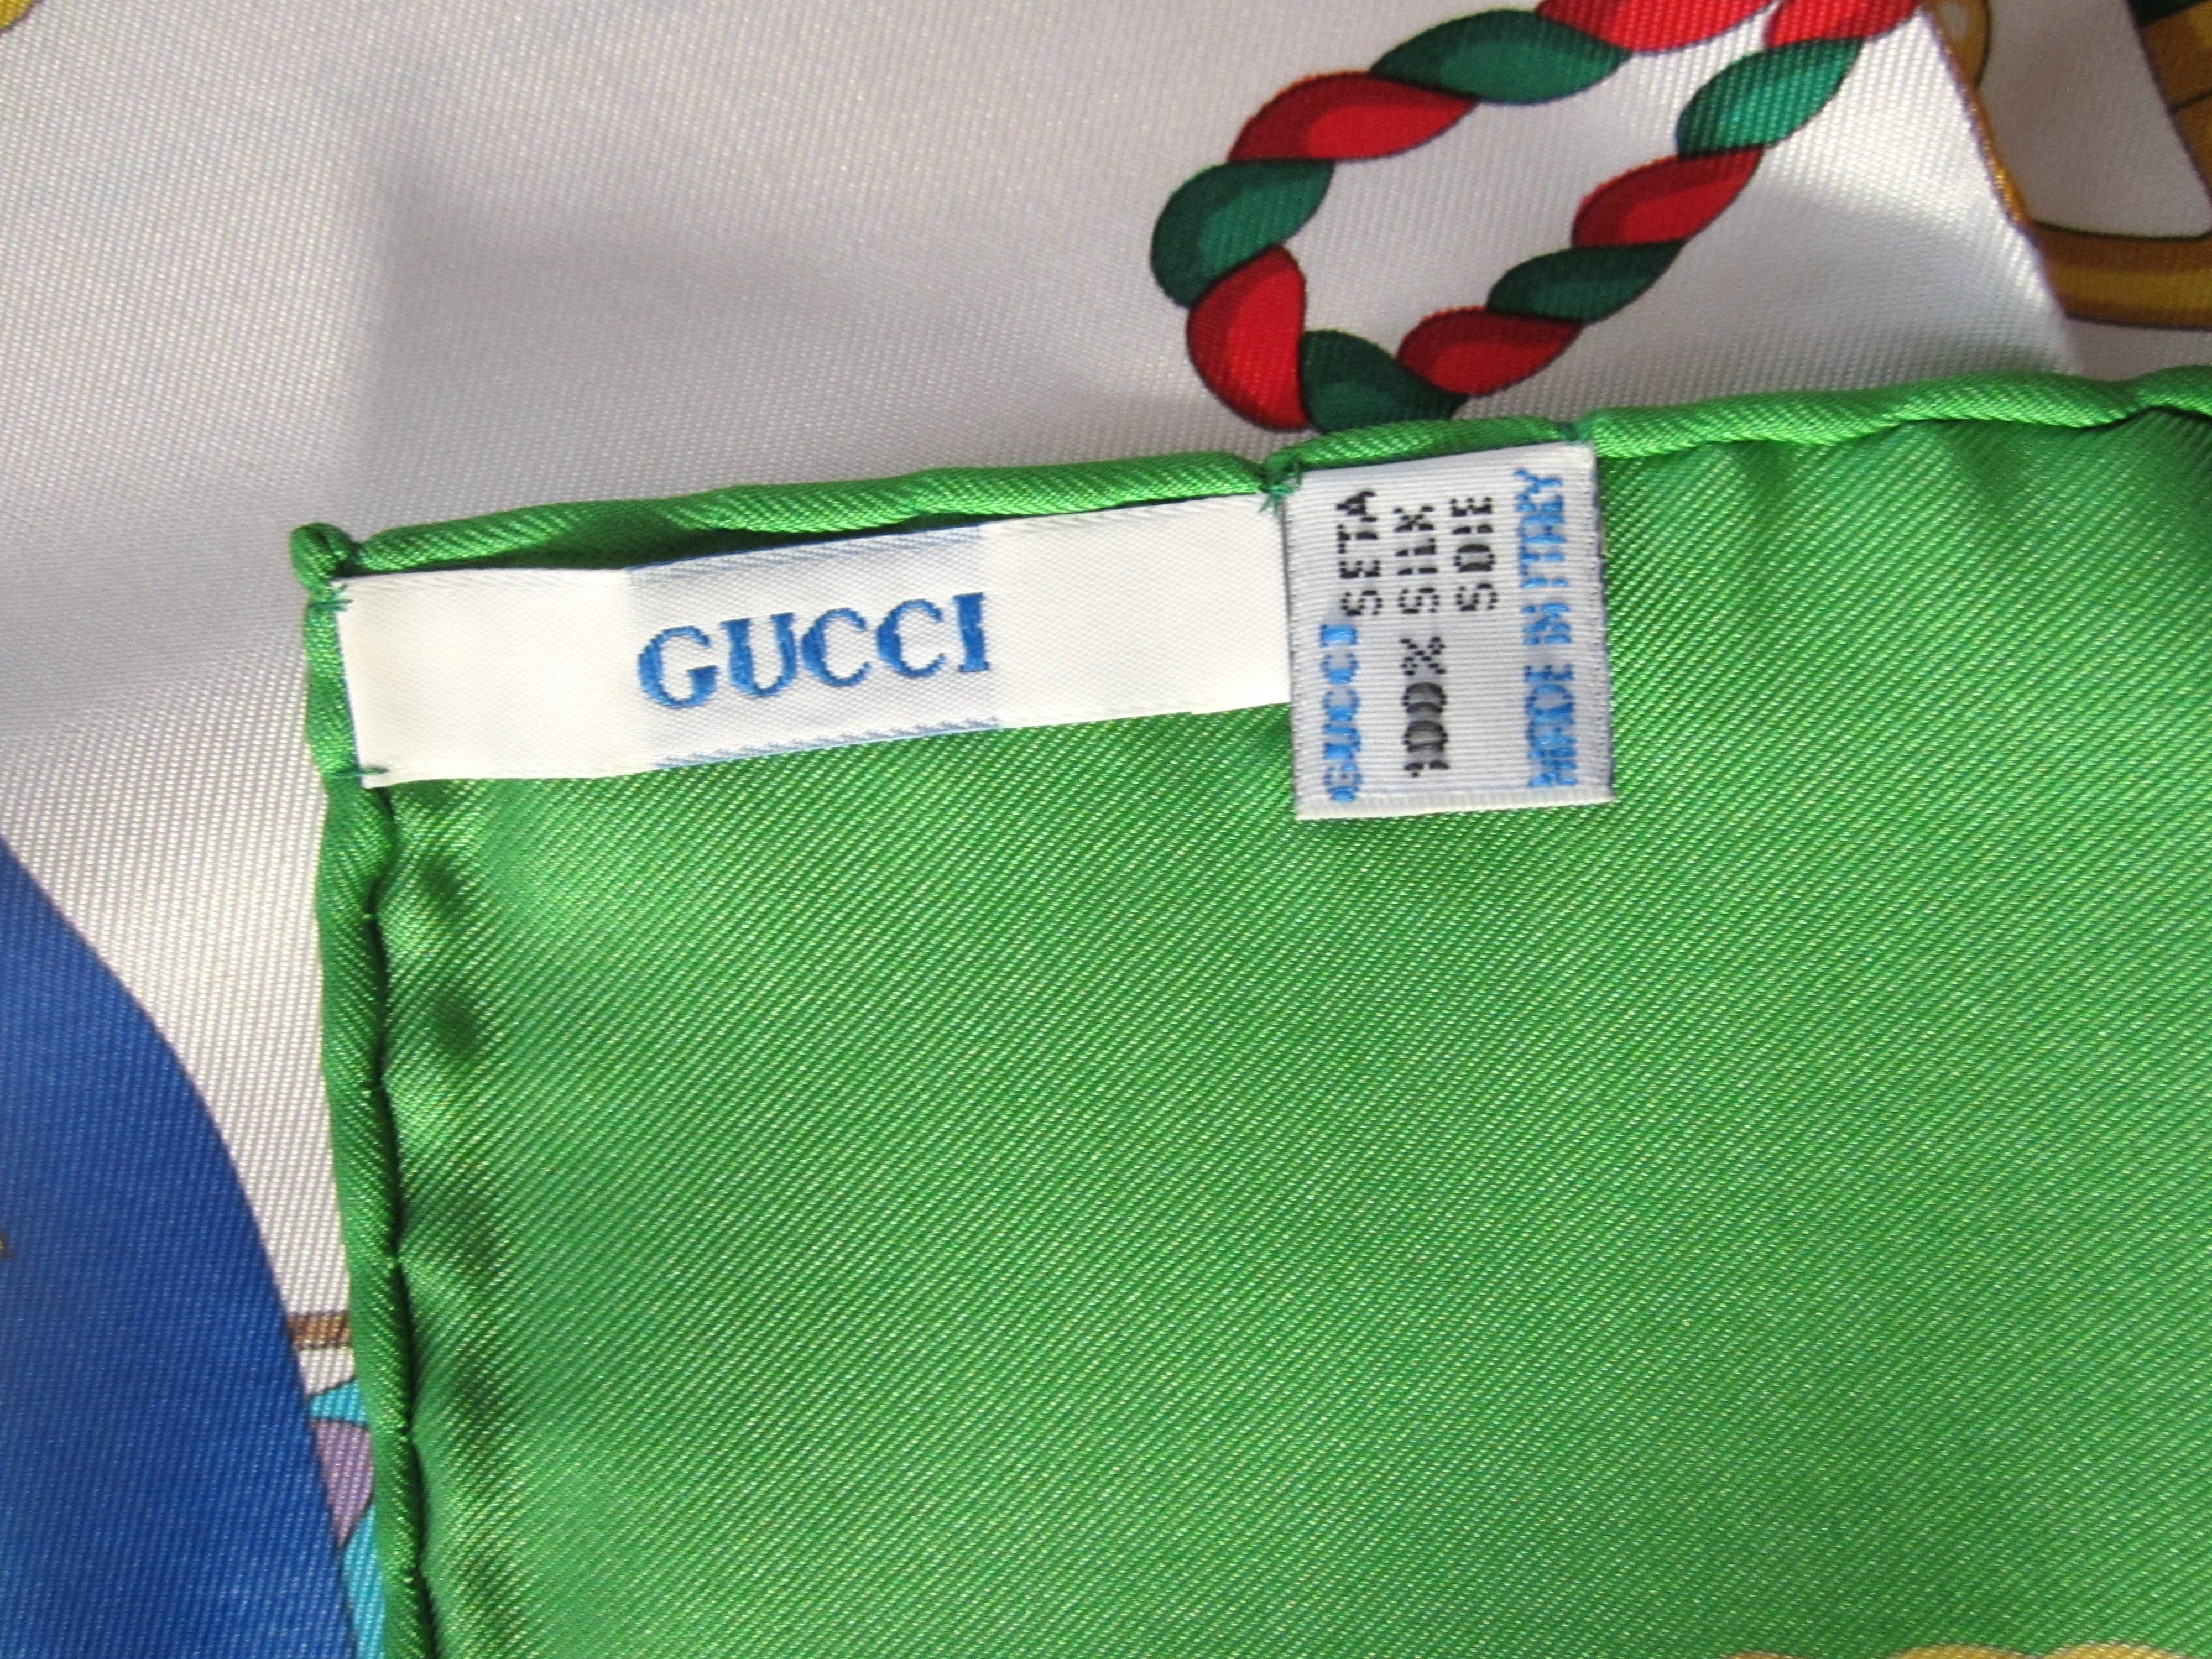 GUCCI
GUCCI SETA
100% SILK
SOIE
MADE IN ITALY